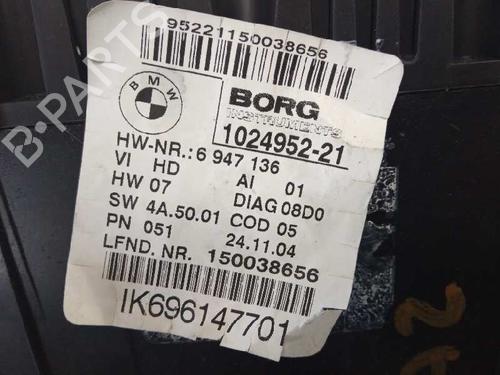 95221150038656
BMW
BORG
INSTRUMENTS
1024952-21
HW-NR.: 6 947 136
VI HD AI 01
HW 07 DIAG 08D0
SW 4A.50.01 COD 05
PN 051 24.11.04
LFND. NR. 150038656
IK696147701
B-PARTS